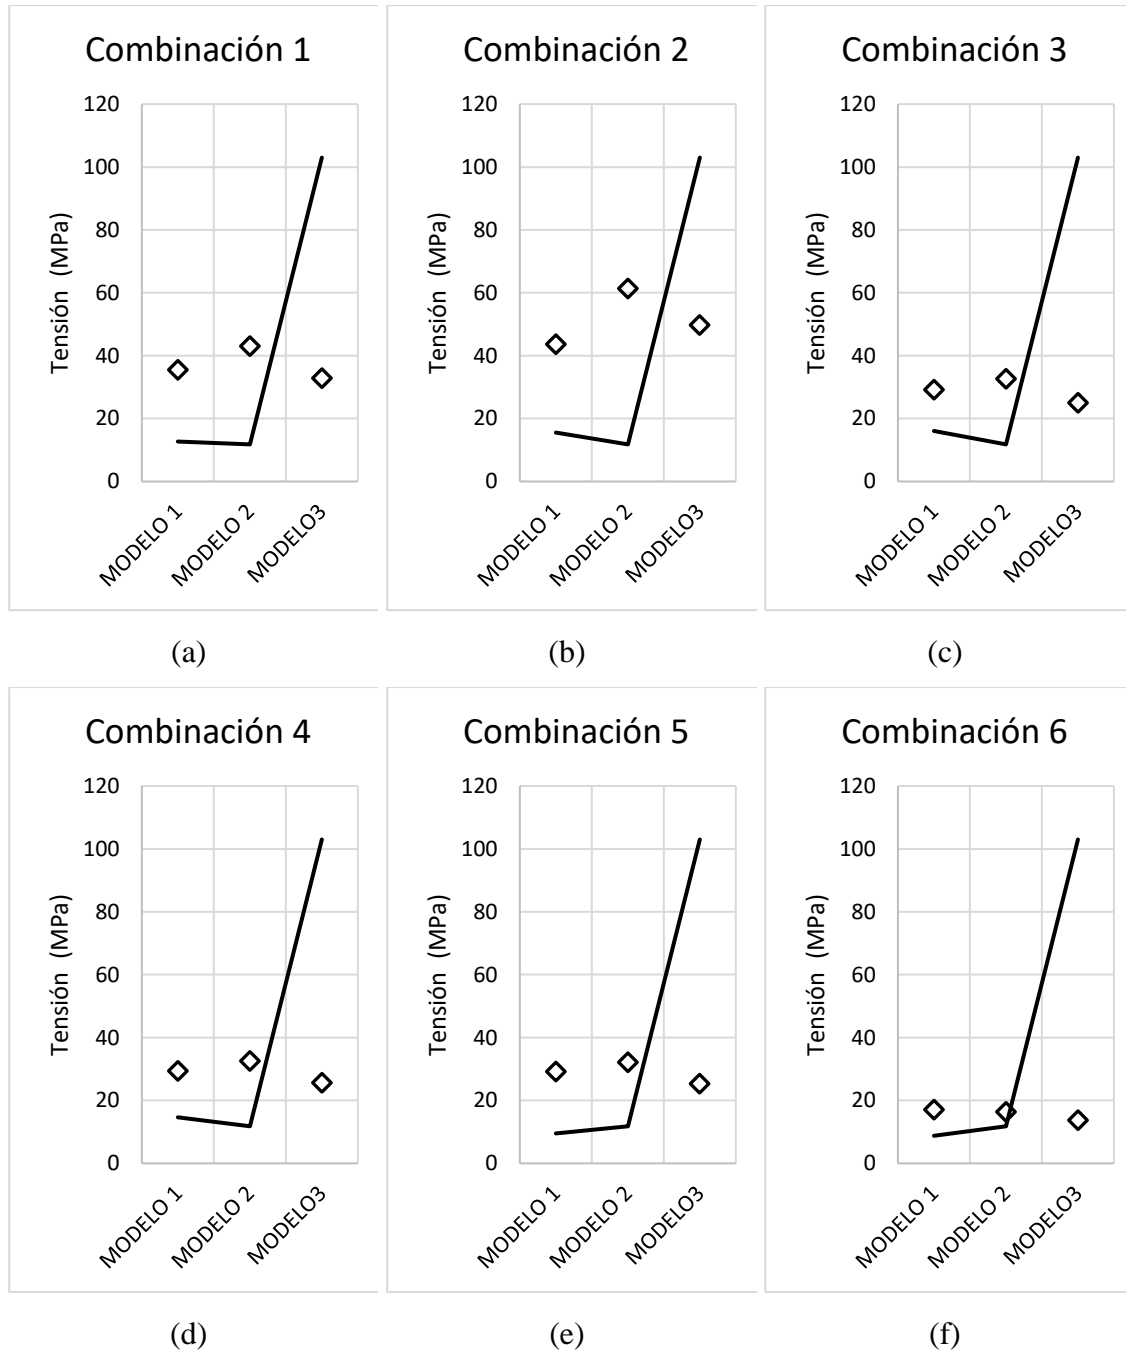 Combinación 1
120
100
80
60
40
20
0
Tensión (MPa)
MODELO 1
MODELO 2
MODELO3
(a)
Combinación 2
120
100
80
60
40
20
0
Tensión (MPa)
MODELO 1
MODELO 2
MODELO3
(b)
Combinación 3
120
100
80
60
40
20
0
Tensión (MPa)
MODELO 1
MODELO 2
MODELO3
(c)
Combinación 4
120
100
80
60
40
20
0
Tensión (MPa)
MODELO 1
MODELO 2
MODELO3
(d)
Combinación 5
120
100
80
60
40
20
0
Tensión (MPa)
MODELO 1
MODELO 2
MODELO3
(e)
Combinación 6
120
100
80
60
40
20
0
Tensión (MPa)
MODELO 1
MODELO 2
MODELO3
(f)